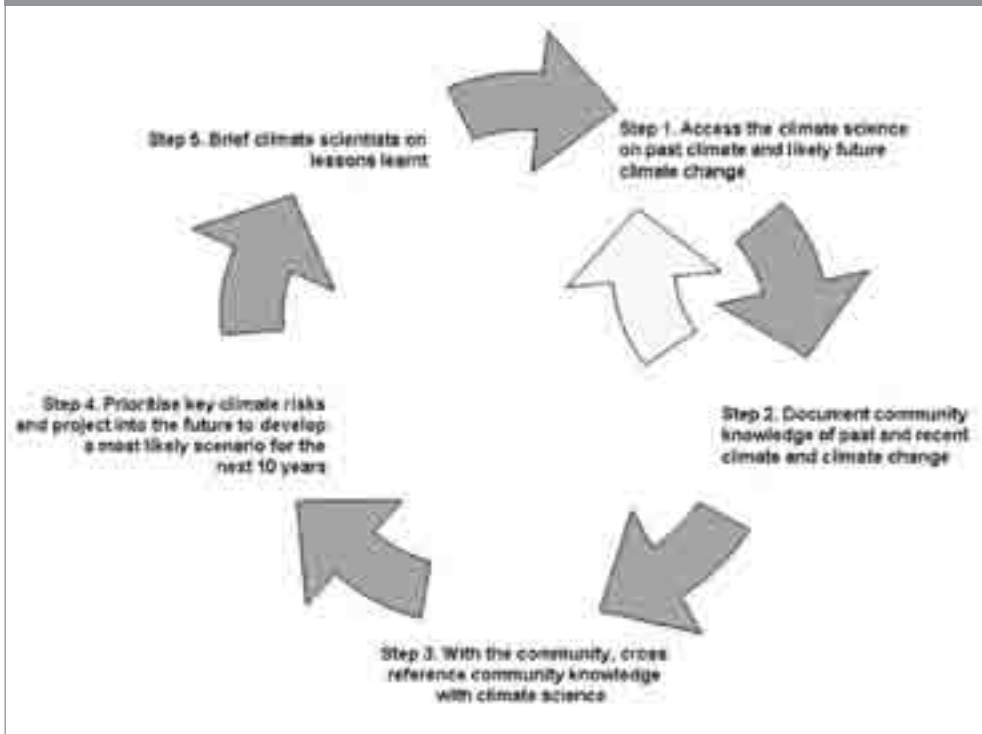 Step 1. Access the climate science
on past climate and likely future
climate change
Step 2. Document community
knowledge of past and recent
climate and climate change
Step 3. With the community, cross
reference community knowledge
with climate science
Step 4. Prioritise key climate risks
and project into the future to develop
a most likely scenario for the
next 10 years
Step 5. Brief climate scientists on
lessons learnt